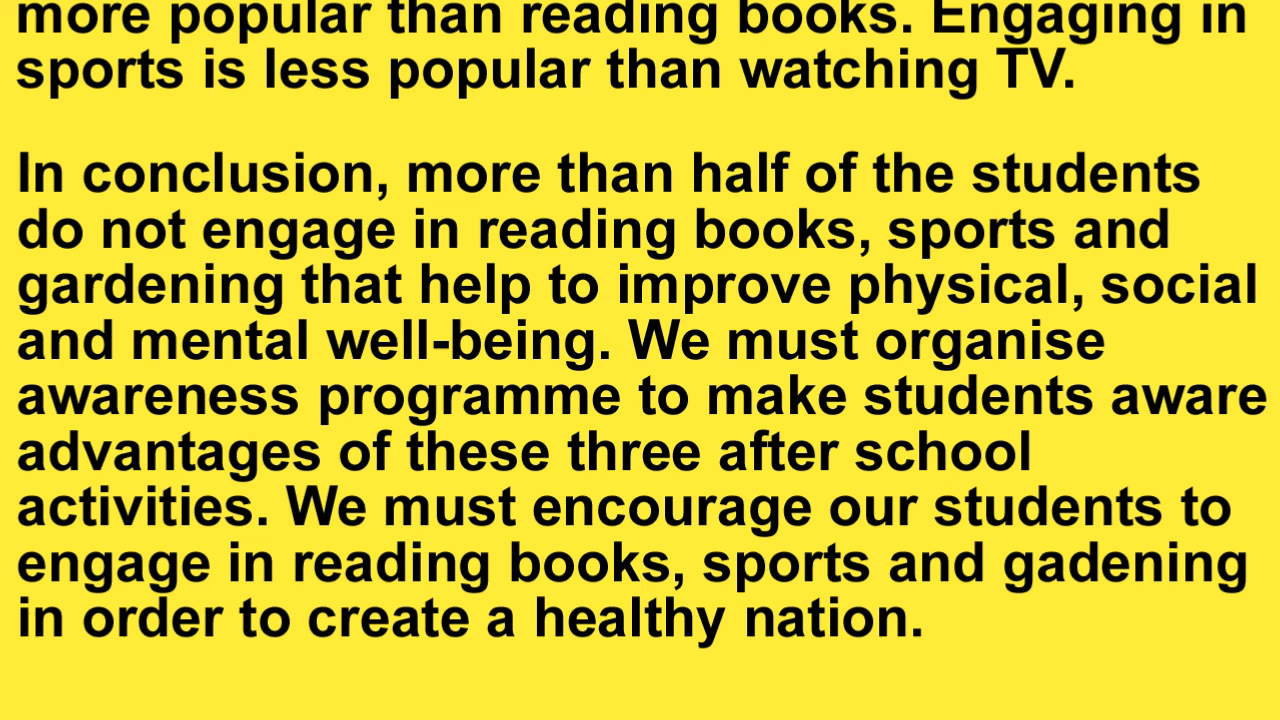 more popular than reading books. Engaging in
sports is less popular than watching TV.
In conclusion, more than half of the students
do not engage in reading books, sports and
gardening that help to improve physical, social
and mental well-being. We must organise
awareness programme to make students aware
advantages of these three after school
activities. We must encourage our students to
engage in reading books, sports and gadening
in order to create a healthy nation.